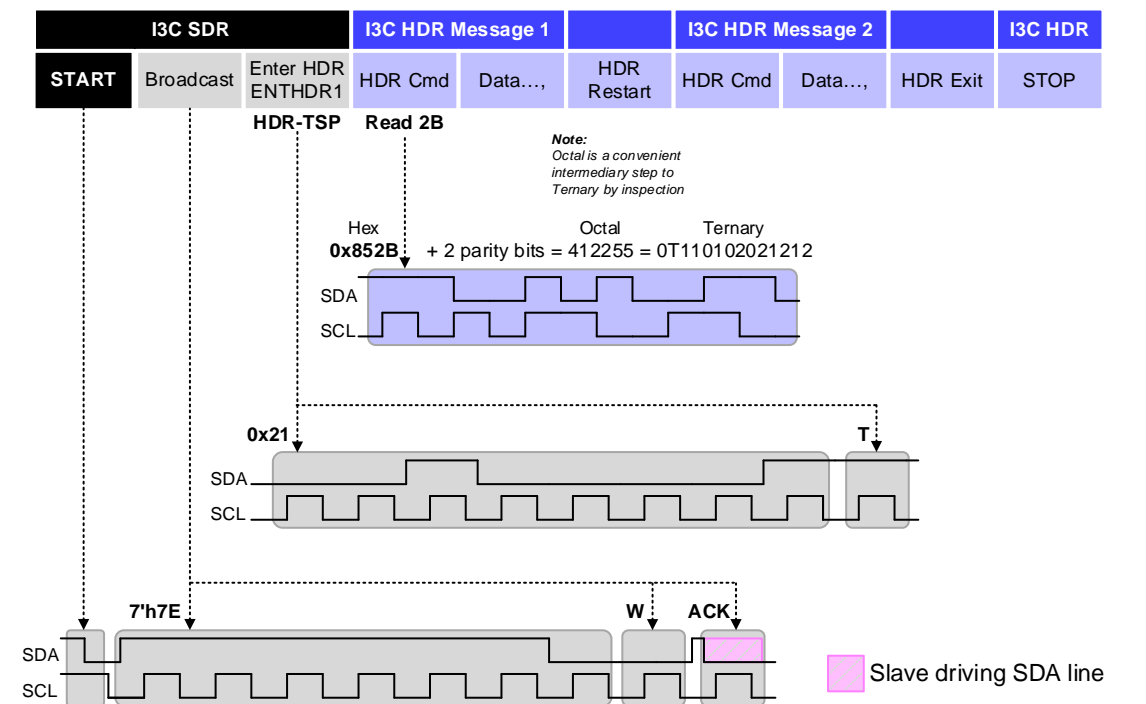 I3C SDR I3C HDR Message 1 I3C HDR Message 2 I3C HDR
START Broadcast Enter HDR ENTHDR1 HDR Cmd Data…, HDR Restart HDR Cmd Data…, HDR Exit STOP
HDR-TSP Read 2B
Note:
Octal is a convenient
intermediary step to
Ternary by inspection
Hex Octal Ternary
0x852B + 2 parity bits = 412255 = 0T110102021212
SDA
SCL
0x21 T
SDA
SCL
7'h7E W ACK
SDA
SCL
Slave driving SDA line